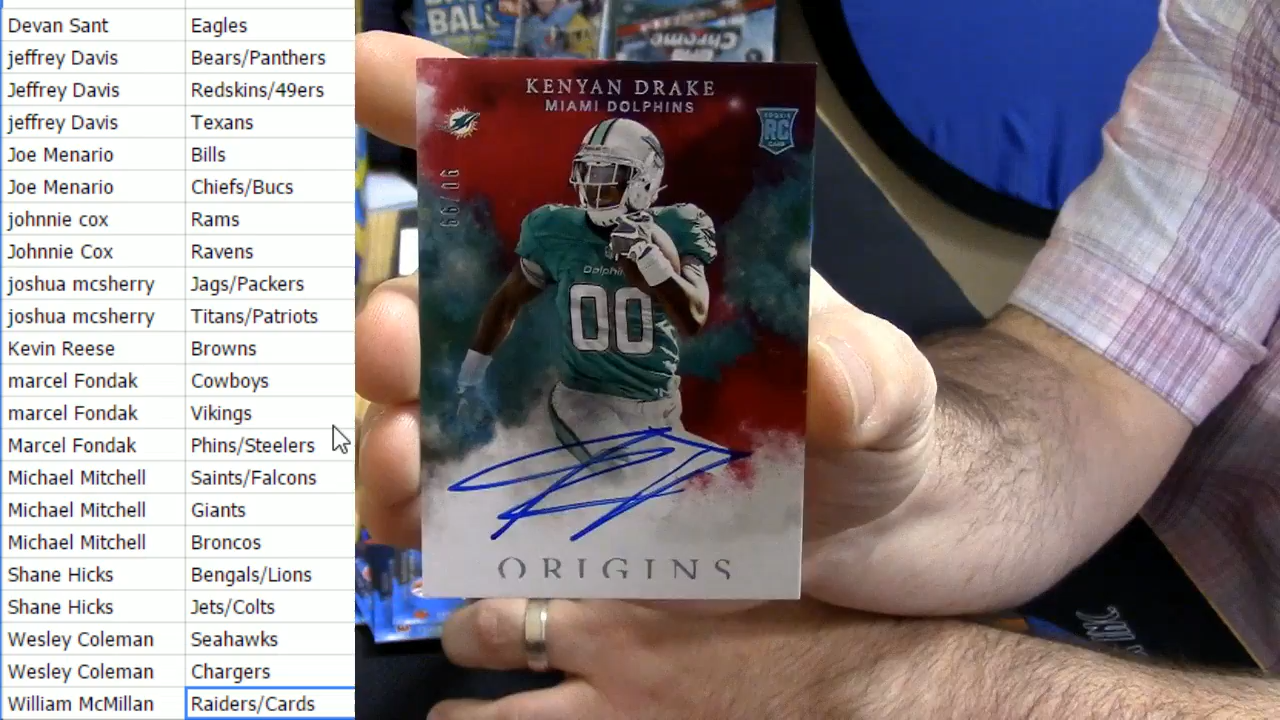 Devan Sant Eagles
jeffrey Davis Bears/Panthers
Jeffrey Davis Redskins/49ers
jeffrey Davis Texans
Joe Menario Bills
Joe Menario Chiefs/Bucs
johnnie cox Rams
Johnnie Cox Ravens
joshua mcsherry Jags/Packers
joshua mcsherry Titans/Patriots
Kevin Reese Browns
marcel Fondak Cowboys
marcel Fondak Vikings
Marcel Fondak Phins/Steelers
Michael Mitchell Saints/Falcons
Michael Mitchell Giants
Michael Mitchell Broncos
Shane Hicks Bengals/Lions
Shane Hicks Jets/Colts
Wesley Coleman Seahawks
Wesley Coleman Chargers
William McMillan Raiders/Cards
BALL
Chrome
KENYAN DRAKE
MIAMI DOLPHINS
ROOKIE
RC
CARD
Dolphi
00
ORIGINS